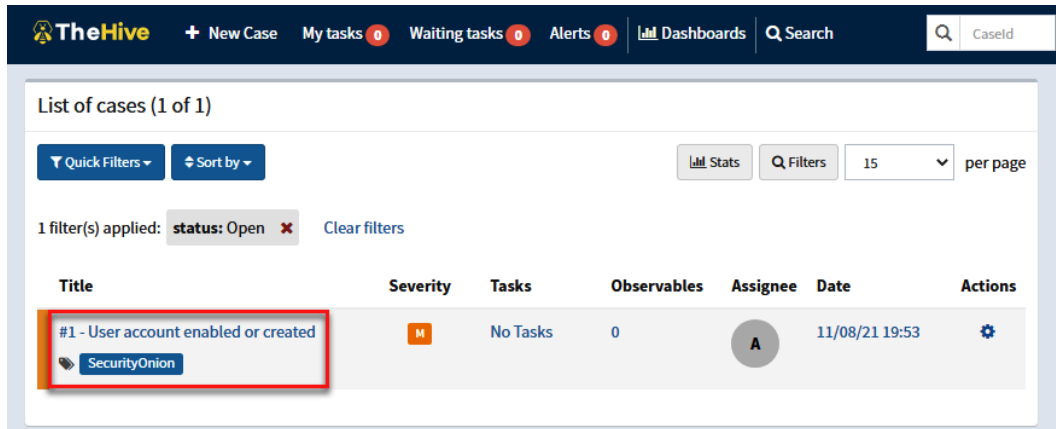 TheHive + New Case My tasks 0 Waiting tasks 0 Alerts 0 Dashboards Search CaseId
List of cases (1 of 1)
Quick Filters Sort by Stats Filters 15 per page
1 filter(s) applied: status: Open Clear filters
Title Severity Tasks Observables Assignee Date Actions
#1 - User account enabled or created M No Tasks 0 A 11/08/21 19:53
SecurityOnion